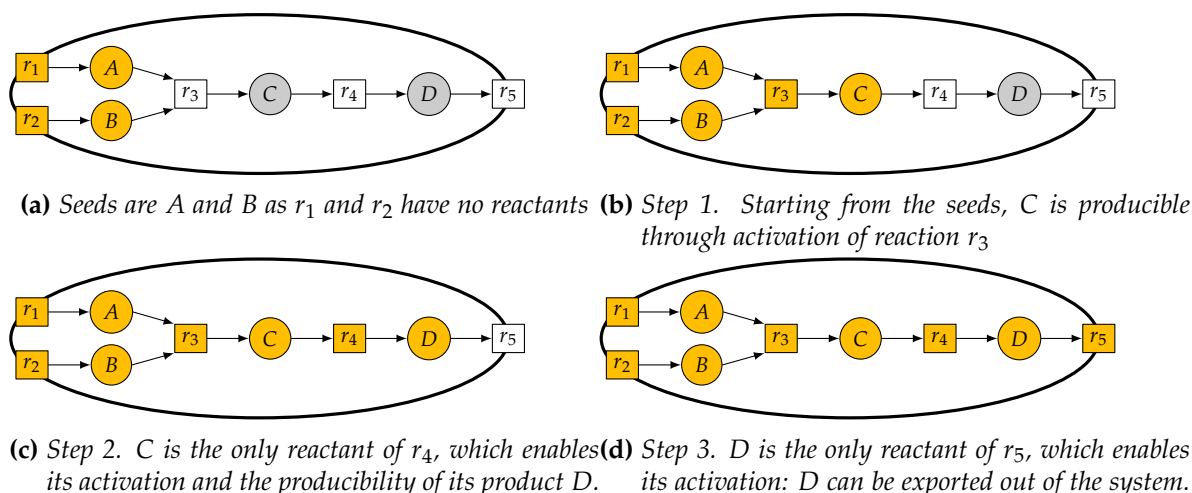 r1 A r3 C r4 D r5
r2 B
r1 A r3 C r4 D r5
r2 B
(a) Seeds are A and B as r1 and r2 have no reactants
(b) Step 1. Starting from the seeds, C is producible
through activation of reaction r3
r1 A r3 C r4 D r5
r2 B
r1 A r3 C r4 D r5
r2 B
(c) Step 2. C is the only reactant of r4, which enables
its activation and the producibility of its product D.
(d) Step 3. D is the only reactant of r5, which enables
its activation: D can be exported out of the system.